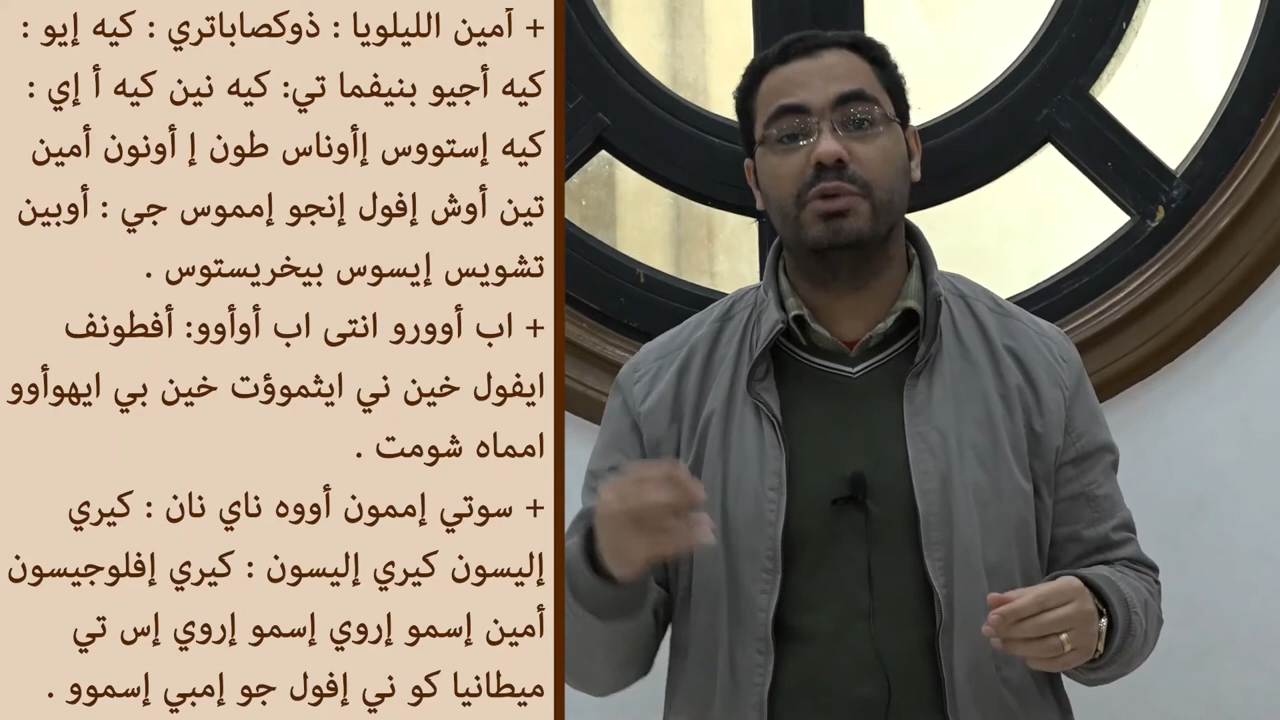 + أمين الليلويا : ذوكصاباتري : كيه إيو :
كيه أجيو بنيفما تي: كيه نين كيه أ إي :
كيه إستووس إأوناس طون إ أونون أمين
تين أوش إفول إنجو إمموس جي : أوبين
تشويس إيسوس بيخريستوس .
+ اب أوورو انتى اب أوأوو: أفطونف
ايفول خين ني ايثموؤت خين بي ايهوأوو
امماه شومت .
+ سوتي إممون أووه ناي نان : كيري
إليسون كيري إليسون : كيري إفلوجيسون
أمين إسمو إروي إسمو إروي إس تي
ميطانيا كو ني إفول جو إمبي إسموو .